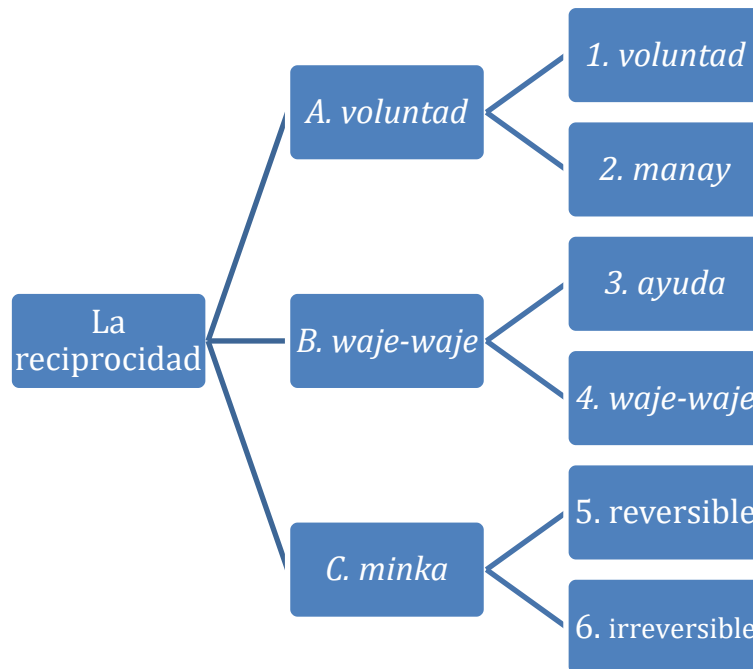 La
reciprocidad
A. voluntad
1. voluntad
2. manay
B. waje-waje
3. ayuda
4. waje-waje
C. minka
5. reversible
6. irreversible